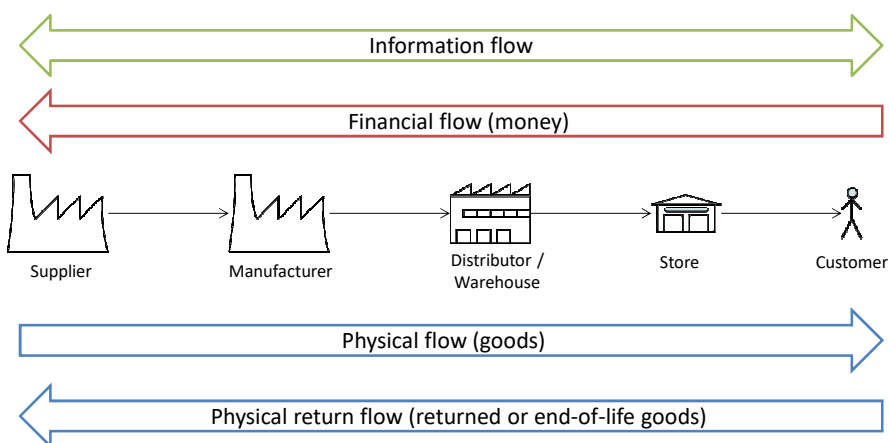 Information flow
Financial flow (money)
Supplier
Manufacturer
Distributor /
Warehouse
Store
Customer
Physical flow (goods)
Physical return flow (returned or end-of-life goods)